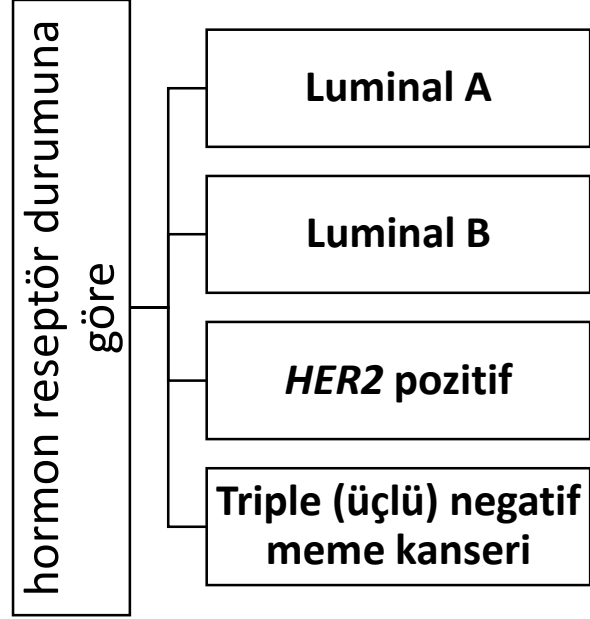 hormon reseptör durumuna
göre
Luminal A
Luminal B
HER2 pozitif
Triple (üçlü) negatif
meme kanseri